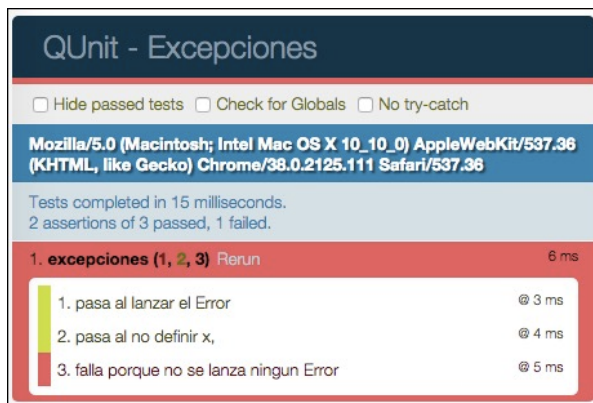 QUnit - Excepciones
Hide passed tests Check for Globals No try-catch
Mozilla/5.0 (Macintosh; Intel Mac OS X 10_10_0) AppleWebKit/537.36
(KHTML, like Gecko) Chrome/38.0.2125.111 Safari/537.36
Tests completed in 15 milliseconds.
2 assertions of 3 passed, 1 failed.
1. excepciones (1, 2, 3) Rerun 6 ms
1. pasa al lanzar el Error @ 3 ms
2. pasa al no definir x, @ 4 ms
3. falla porque no se lanza ningun Error @ 5 ms